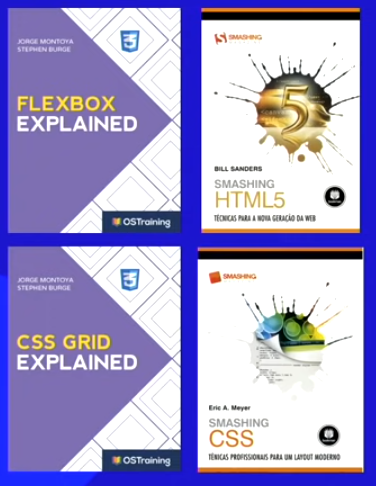 JORGE MONTOYA
STEPHEN BURGE
3
FLEXBOX
EXPLAINED
OSTraining
SMASHING
5
BILL SANDERS
SMASHING
HTML5
TÉCNICAS PARA A NOVA GERAÇÃO DA WEB
JORGE MONTOYA
STEPHEN BURGE
3
CSS GRID
EXPLAINED
OSTraining
SMASHING
Eric A. Meyer
SMASHING
CSS
TÉNICAS PROFISSIONAIS PARA UM LAYOUT MODERNO